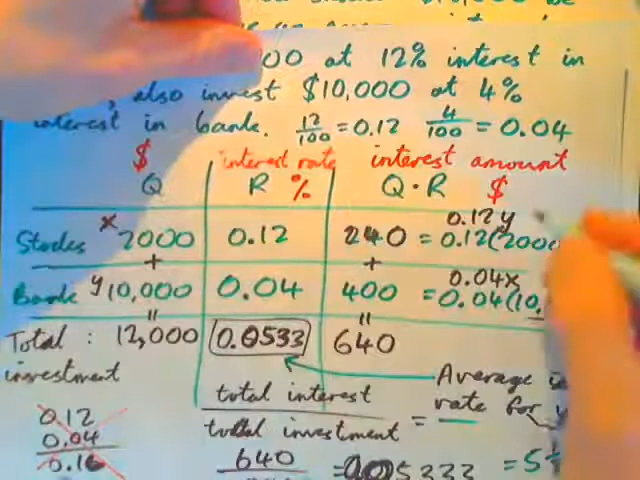 00 at 12% interest in
also invest $10,000 at 4%
interest in bank. 12/100 = 0.12 4/100 = 0.04
$ interest rate interest amount
Q R % Q · R $
0.12y
Stocks x 2000 0.12 240 = 0.12(2000
+ +
0.04x
Bank y 10,000 0.04 400 = 0.04(10,
= =
Total : 12,000 0.0533 640
investment
Average
total interest rate for
total investment =
0.12
0.04
0.16
640 = 0.05333 = 5